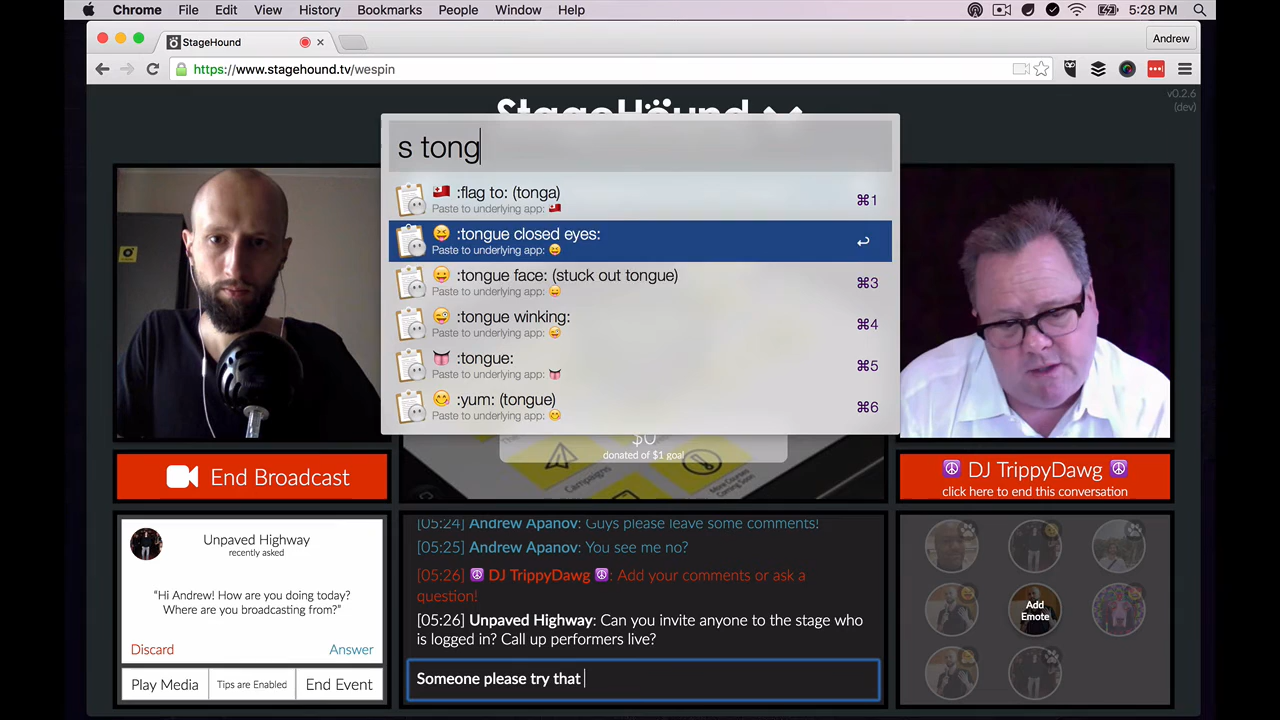 Chrome File Edit View History Bookmarks People Window Help 5:28 PM
StageHound Andrew
https://www.stagehound.tv/wespin
v0.2.6
(dev)
StageHound
s tong
:flag to: (tonga) ⌘1
Paste to underlying app:
:tongue closed eyes:
Paste to underlying app:
:tongue face: (stuck out tongue) ⌘3
Paste to underlying app:
:tongue winking: ⌘4
Paste to underlying app:
:tongue: ⌘5
Paste to underlying app:
:yum: (tongue) ⌘6
Paste to underlying app:
$0
donated of $1 goal
Campaigns
End Broadcast
DJ TrippyDawg
click here to end this conversation
Unpaved Highway
recently asked
“Hi Andrew! How are you doing today?
Where are you broadcasting from?”
Discard Answer
Play Media Tips are Enabled End Event
[05:24] Andrew Apanov: Guys please leave some comments!
[05:25] Andrew Apanov: You see me no?
[05:26] DJ TrippyDawg: Add your comments or ask a
question!
[05:26] Unpaved Highway: Can you invite anyone to the stage who
is logged in? Call up performers live?
Someone please try that
Add
Emote